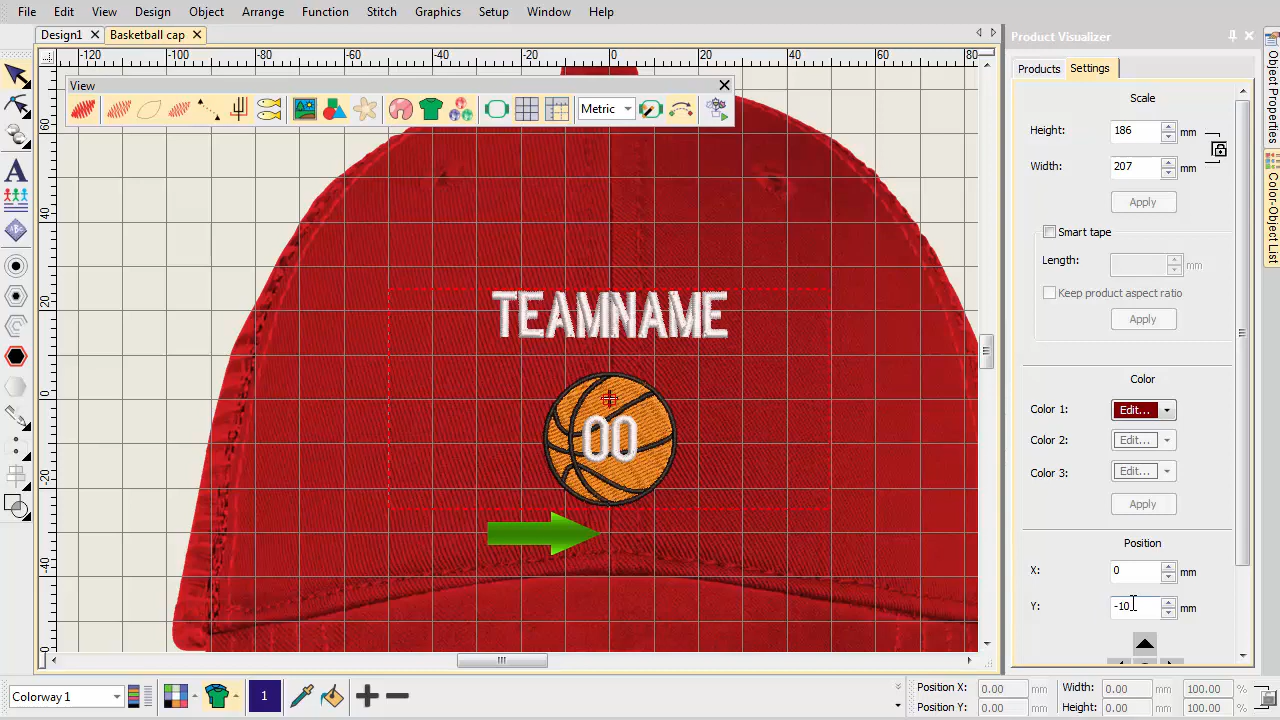 File Edit View Design Object Arrange Function Stitch Graphics Setup Window Help
Design1 Basketball cap
Product Visualizer
-120 -100 -80 -60 -40 -20 0 20 40 60 80
View
Metric
Products Settings
Scale
Height: 186 mm
Width: 207 mm
Apply
Smart tape
Length: mm
Keep product aspect ratio
Apply
Color
Color 1: Edit...
Color 2: Edit...
Color 3: Edit...
Apply
Position
X: 0 mm
Y: -10 mm
Object Properties
Color-Object List
60
40
20
0
-20
-40
TEAMNAME
00
Colorway 1
1
Position X: 0.00 mm Width: 0.00 mm 100.00 %
Position Y: 0.00 mm Height: 0.00 mm 100.00 %